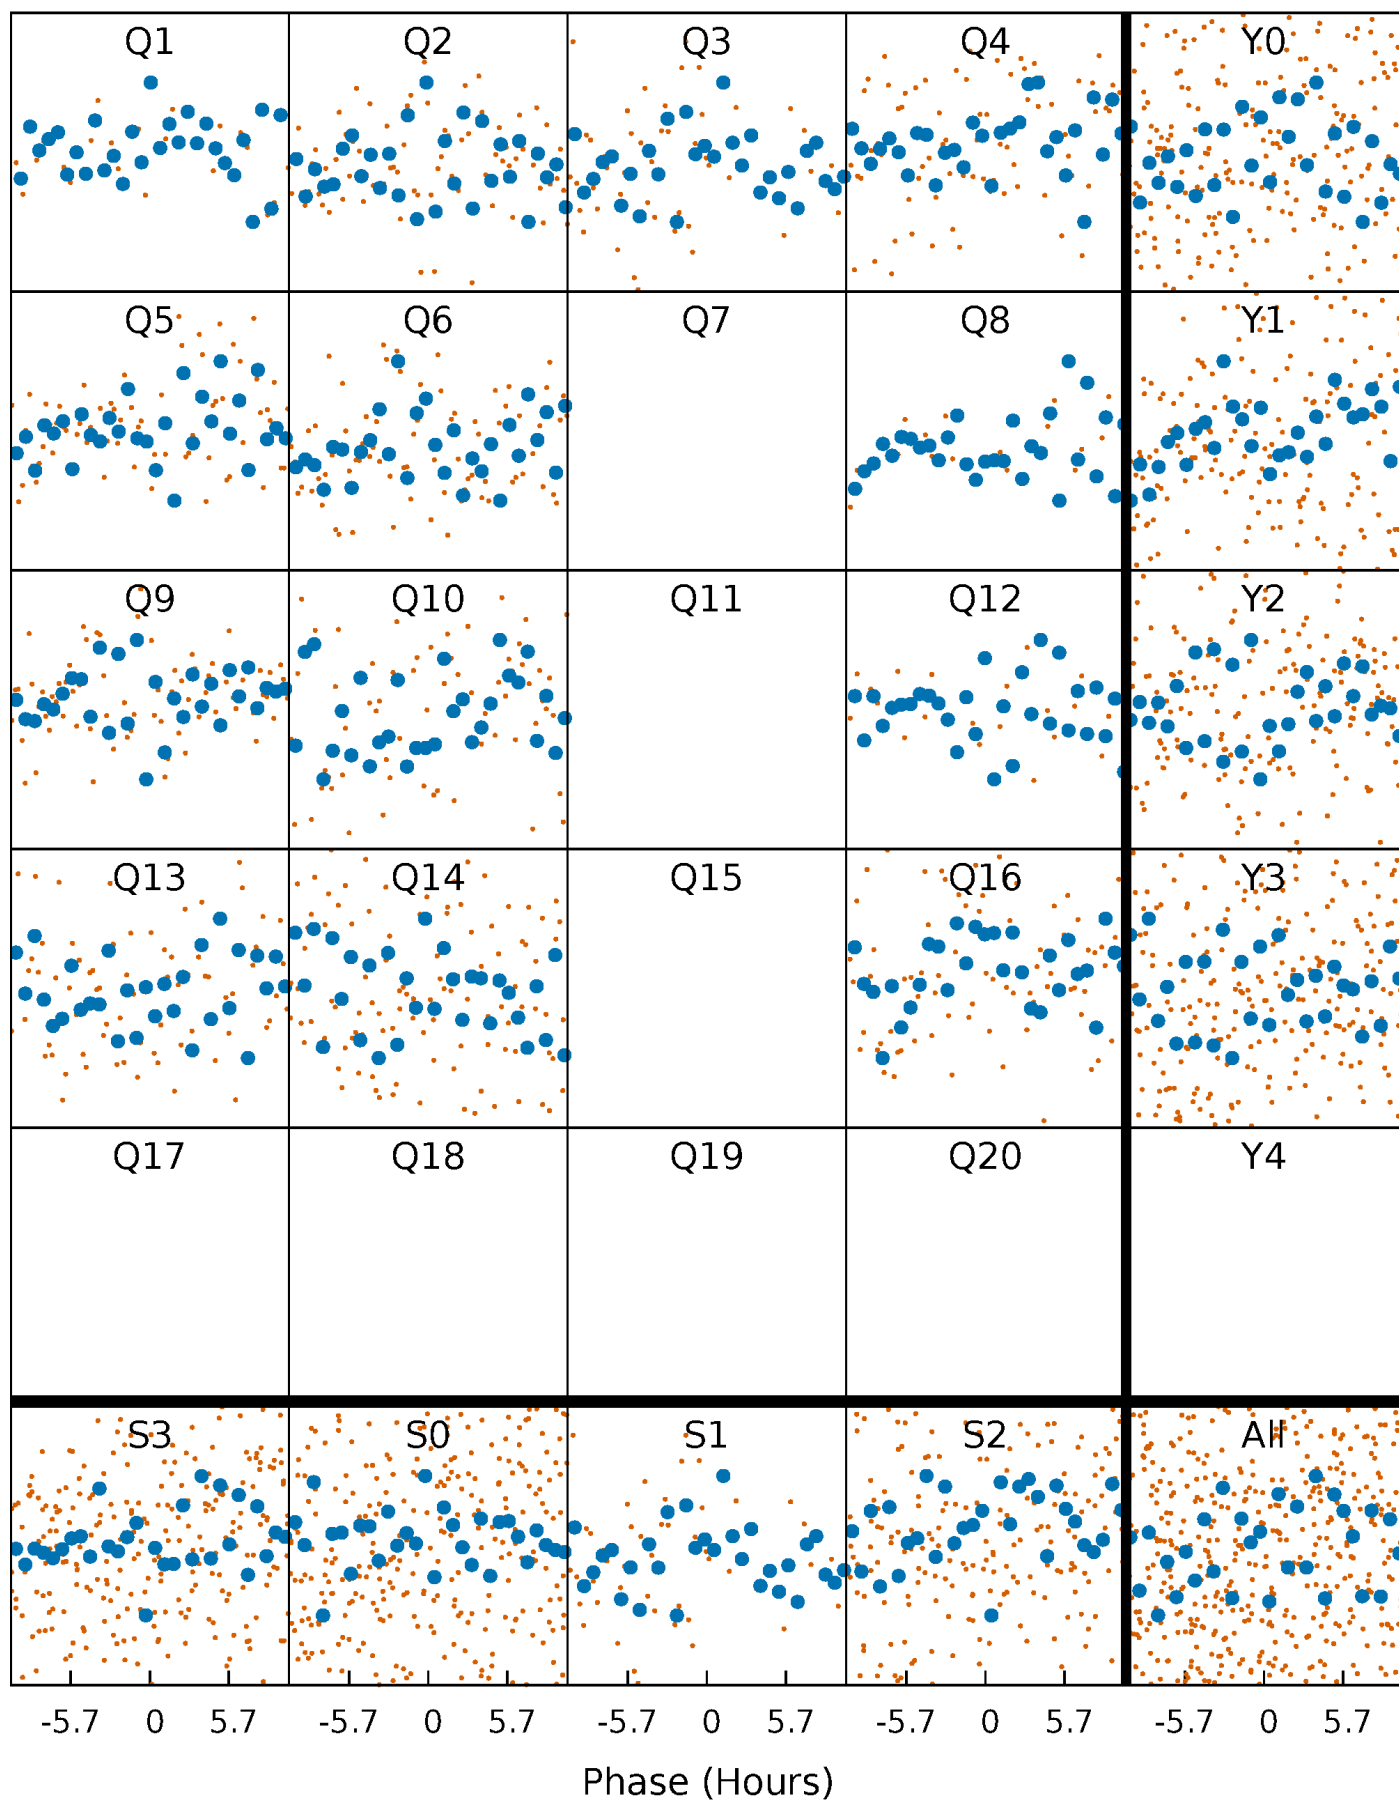 Q1 Q2 Q3 Q4 Y0
Q5 Q6 Q7 Q8 Y1
Q9 Q10 Q11 Q12 Y2
Q13 Q14 Q15 Q16 Y3
Q17 Q18 Q19 Q20 Y4
S3 S0 S1 S2 All
-5.7 0 5.7 -5.7 0 5.7 -5.7 0 5.7 -5.7 0 5.7 -5.7 0 5.7
Phase (Hours)